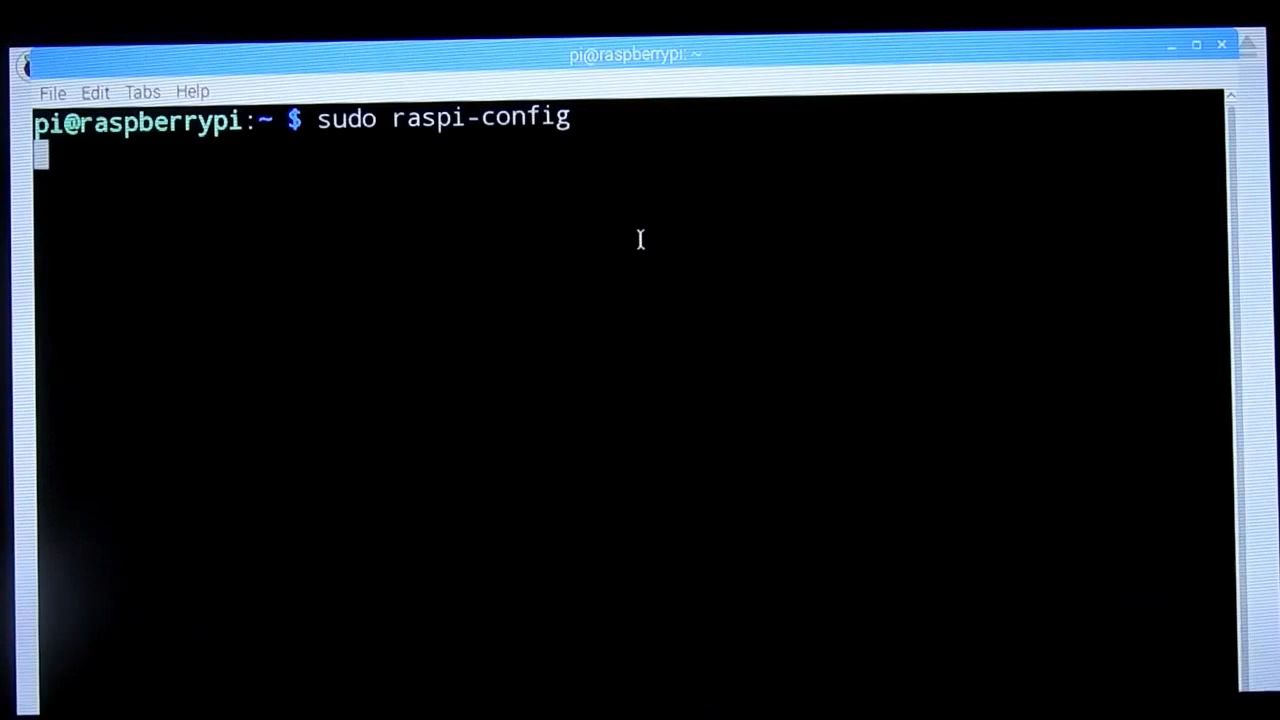 pi@raspberrypi: ~
File Edit Tabs Help
pi@raspberrypi:~ $ sudo raspi-config